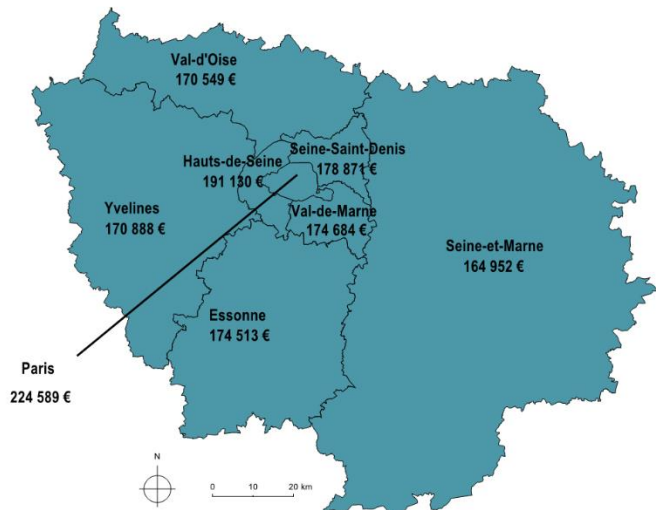 Val-d'Oise
170 549 €
Seine-Saint-Denis
178 871 €
Hauts-de-Seine
191 130 €
Yvelines
170 888 €
Val-de-Marne
174 684 €
Seine-et-Marne
164 952 €
Essonne
174 513 €
Paris
224 589 €
N
0 10 20 km